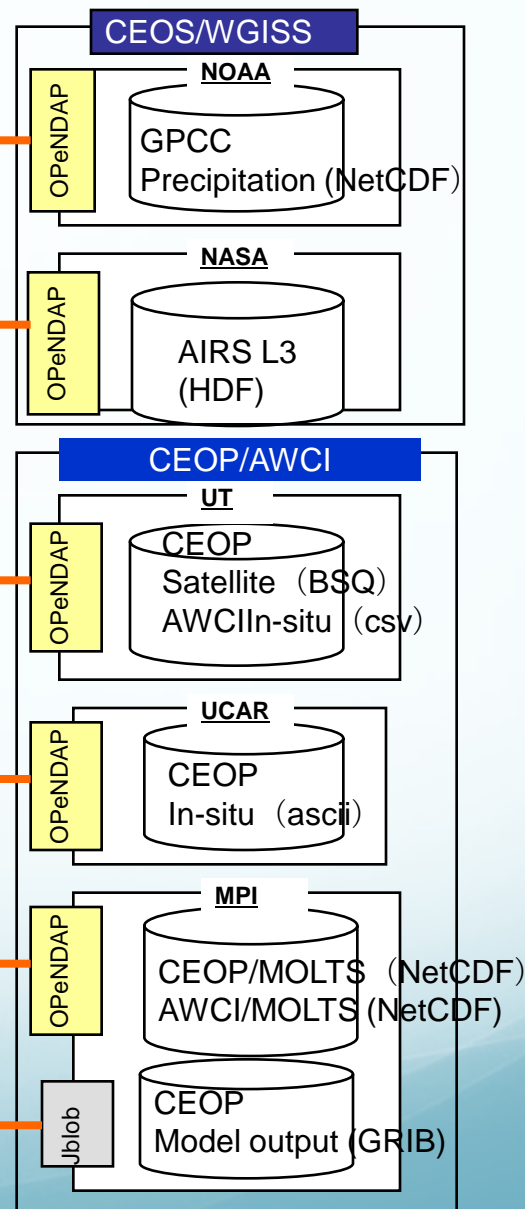 CEOS/WGISS
NOAA
OPeNDAP
GPCC
Precipitation (NetCDF）
NASA
OPeNDAP
AIRS L3
(HDF)
CEOP/AWCI
UT
OPeNDAP
CEOP
Satellite（BSQ）
AWCIIn-situ（csv）
UCAR
OPeNDAP
CEOP
In-situ（ascii）
MPI
OPeNDAP
CEOP/MOLTS（NetCDF）
AWCI/MOLTS (NetCDF)
Jblob
CEOP
Model output (GRIB)